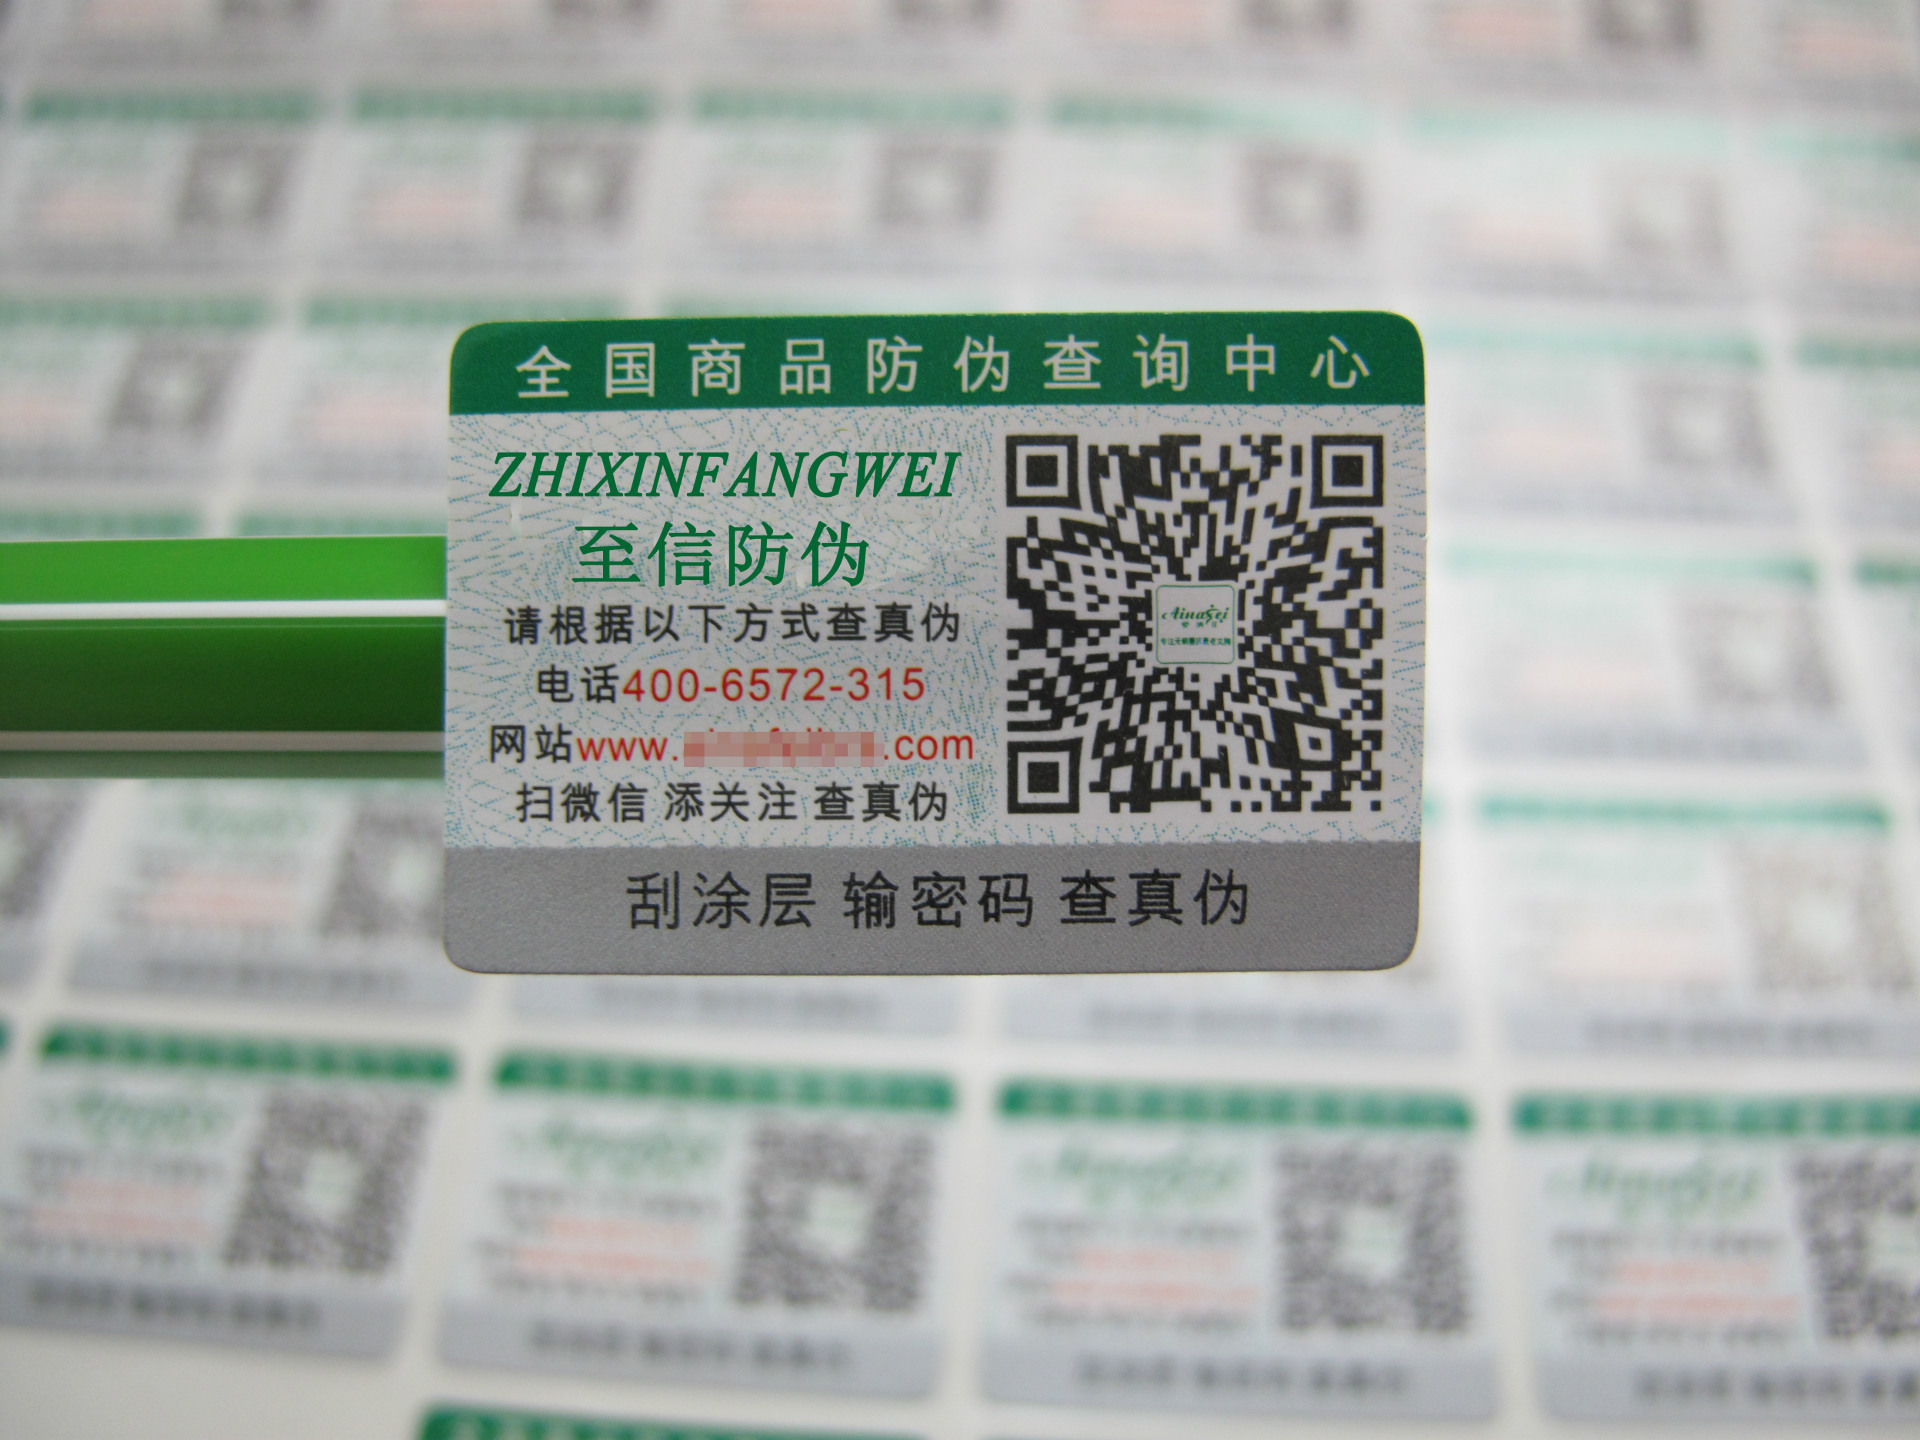 全国商品防伪查询中心
ZHIXINFANGWEI
至信防伪
请根据以下方式查真伪
电话400-6572-315
网站www. .com
扫微信 添关注 查真伪
刮涂层 输密码 查真伪